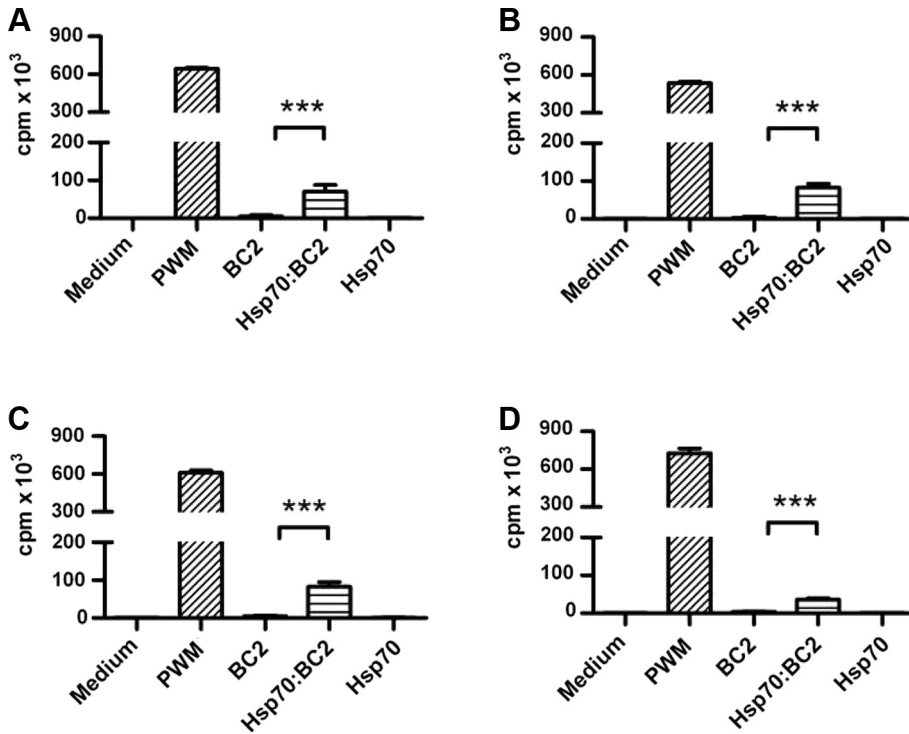 A
cpm x 10³
900
600
300
200
100
0
***
Medium
PWM
BC2
Hsp70:BC2
Hsp70
B
cpm x 10³
900
600
300
200
100
0
***
Medium
PWM
BC2
Hsp70:BC2
Hsp70
C
cpm x 10³
900
600
300
200
100
0
***
Medium
PWM
BC2
Hsp70:BC2
Hsp70
D
cpm x 10³
900
600
300
200
100
0
***
Medium
PWM
BC2
Hsp70:BC2
Hsp70